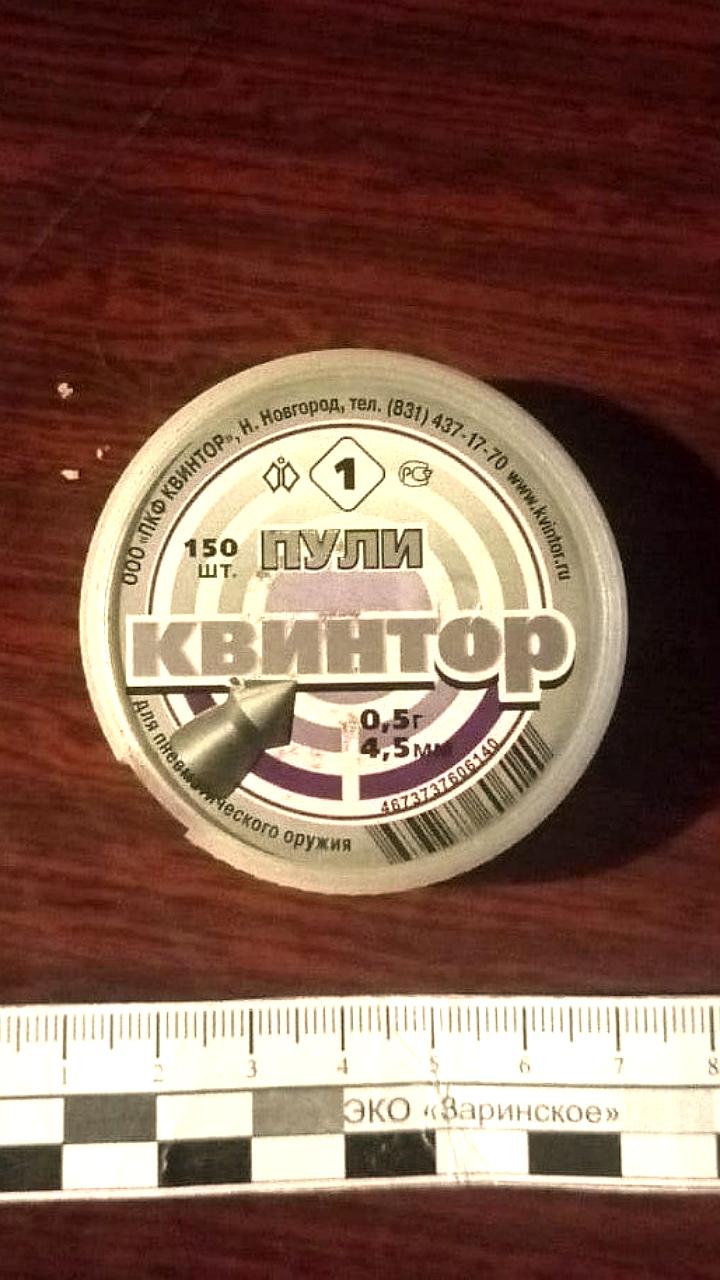 ООО «ПКФ КВИНТОР», Н. Новгород, тел. (831) 437-17-70 www.kvintor.ru
1
РСТ
150
ШТ.
ПУЛИ
квинтор
0,5г
4,5мм
4673737606140
для пневматического оружия
1 2 3 4 5 6 7 8
ЭКО «Заринское»